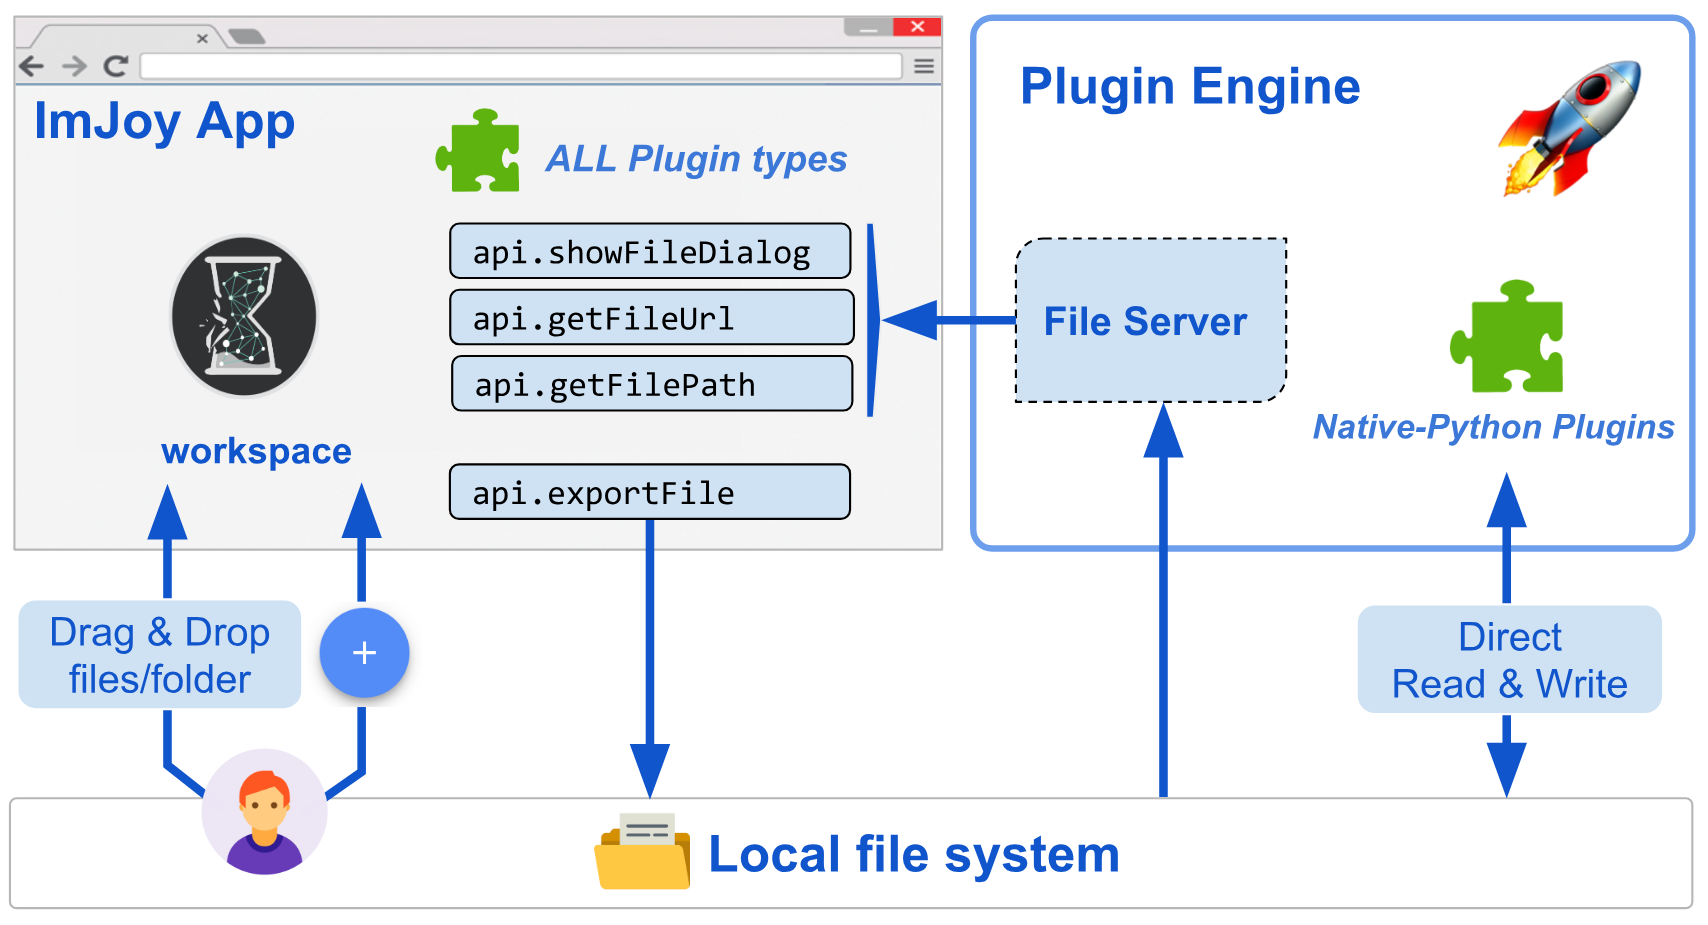 ImJoy App
ALL Plugin types
api.showFileDialog
api.getFileUrl
api.getFilePath
workspace
api.exportFile
Plugin Engine
File Server
Native-Python Plugins
Drag & Drop
files/folder
+
Direct
Read & Write
Local file system